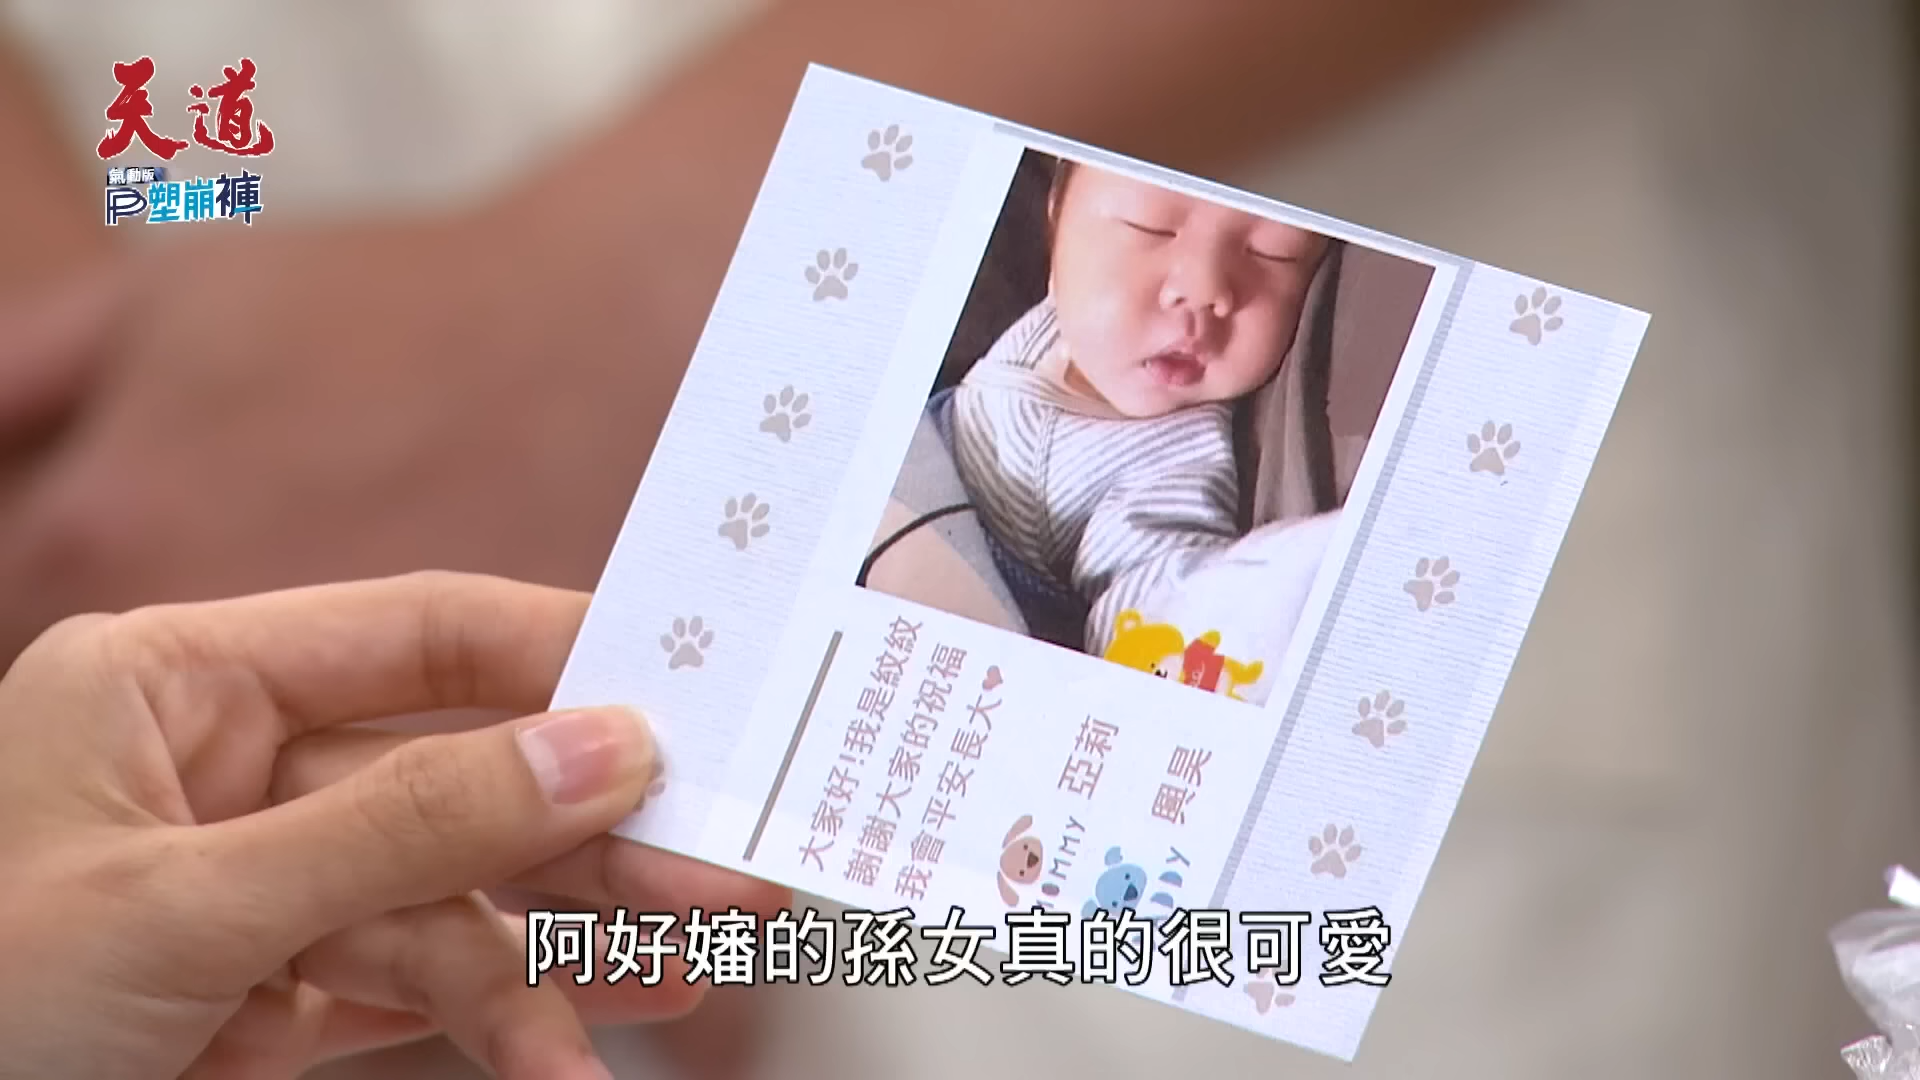 天道
氣動版
塑崩褲
大家好!我是紋紋
謝謝大家的祝福
我會平安長大❤
MOMMY 亞莉
DADDY 興昊
阿好嬸的孫女真的很可愛